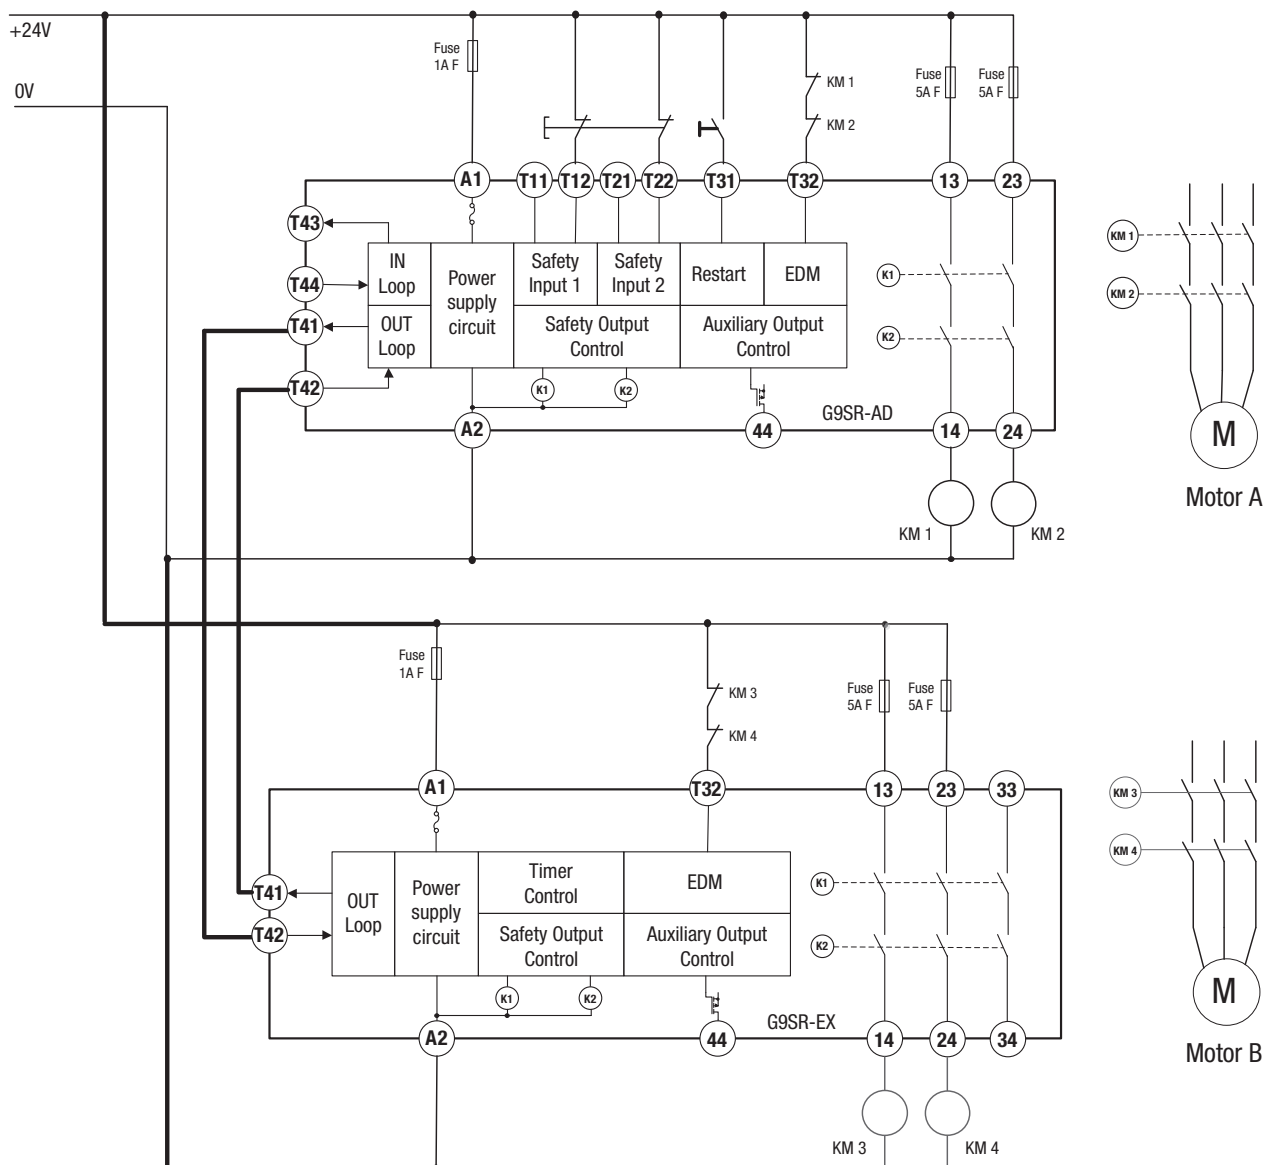 +24V
0V
Fuse
1A F
KM 1
KM 2
Fuse
5A F
Fuse
5A F
A1
T11
T12
T21
T22
T31
T32
13
23
T43
T44
T41
T42
IN
Loop
OUT
Loop
Power
supply
circuit
Safety
Input 1
Safety
Input 2
Restart
EDM
Safety Output
Control
Auxiliary Output
Control
K1
K2
K1
K2
G9SR-AD
A2
44
14
24
KM 1
KM 2
KM 1
KM 2
M
Motor A
Fuse
1A F
KM 3
KM 4
Fuse
5A F
Fuse
5A F
A1
T32
13
23
33
T41
T42
OUT
Loop
Power
supply
circuit
Timer
Control
EDM
Safety Output
Control
Auxiliary Output
Control
K1
K2
K1
K2
G9SR-EX
A2
44
14
24
34
KM 3
KM 4
KM 3
KM 4
M
Motor B